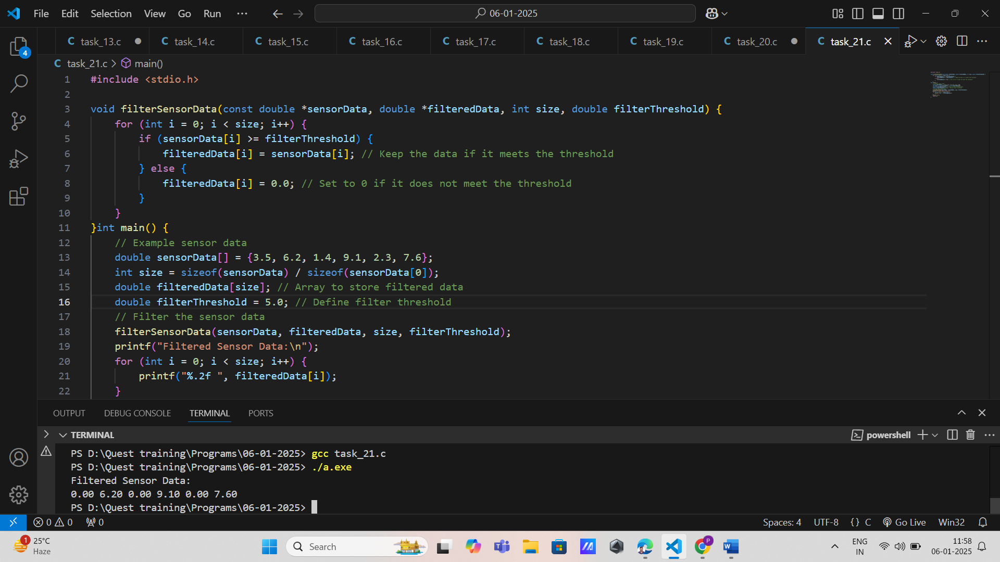 File Edit Selection View Go Run ··· 06-01-2025
task_13.c task_14.c task_15.c task_16.c task_17.c task_18.c task_19.c task_20.c task_21.c
4
task_21.c > main()
1 #include <stdio.h>
2
3 void filterSensorData(const double *sensorData, double *filteredData, int size, double filterThreshold) {
4 for (int i = 0; i < size; i++) {
5 if (sensorData[i] >= filterThreshold) {
6 filteredData[i] = sensorData[i]; // Keep the data if it meets the threshold
7 } else {
8 filteredData[i] = 0.0; // Set to 0 if it does not meet the threshold
9 }
10 }
11 }int main() {
12 // Example sensor data
13 double sensorData[] = {3.5, 6.2, 1.4, 9.1, 2.3, 7.6};
14 int size = sizeof(sensorData) / sizeof(sensorData[0]);
15 double filteredData[size]; // Array to store filtered data
16 double filterThreshold = 5.0; // Define filter threshold
17 // Filter the sensor data
18 filterSensorData(sensorData, filteredData, size, filterThreshold);
19 printf("Filtered Sensor Data:\n");
20 for (int i = 0; i < size; i++) {
21 printf("%.2f ", filteredData[i]);
22 }
OUTPUT DEBUG CONSOLE TERMINAL PORTS
TERMINAL powershell
PS D:\Quest training\Programs\06-01-2025> gcc task_21.c
PS D:\Quest training\Programs\06-01-2025> ./a.exe
Filtered Sensor Data:
0.00 6.20 0.00 9.10 0.00 7.60
PS D:\Quest training\Programs\06-01-2025>
0 0 0 Spaces: 4 UTF-8 {} C Go Live Win32
1 25°C
Haze
Search
P
W
ENG
IN
11:58
06-01-2025